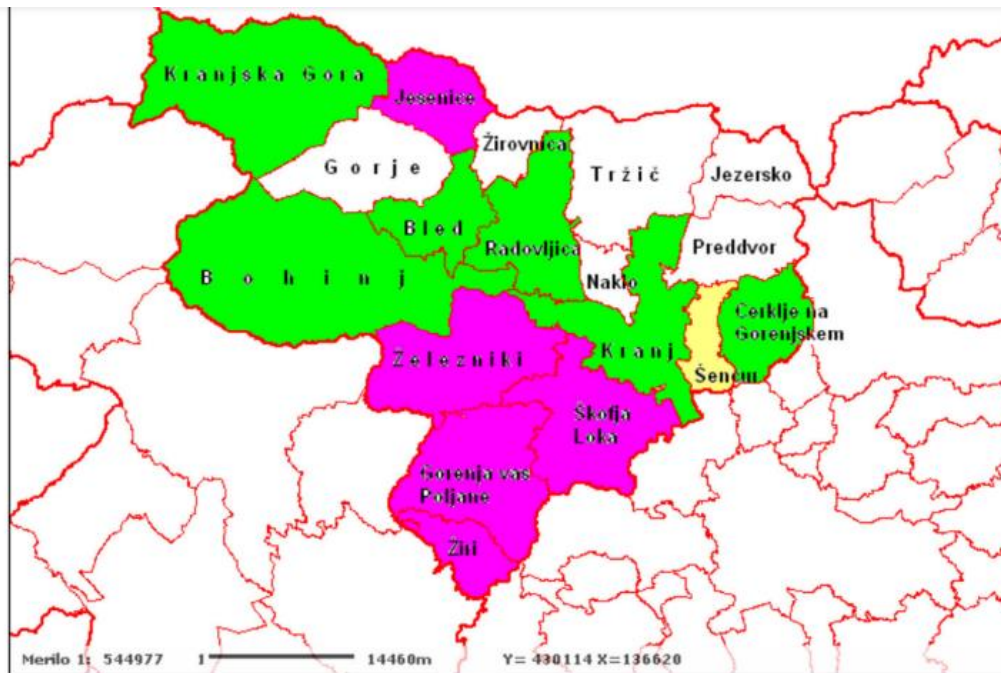 Kranjska Gora
Jesenice
Žirovnica
Gorje
Tržič
Jezersko
Bled
Radovljica
Preddvor
Bohinj
Naklo
Cerklje na
Gorenjskem
Kranj
Železniki
Šenčur
Škofja
Loka
Gorenja vas
Poljane
Žiri
Merilo 1: 544977 1 14460m Y= 430114 X=136620